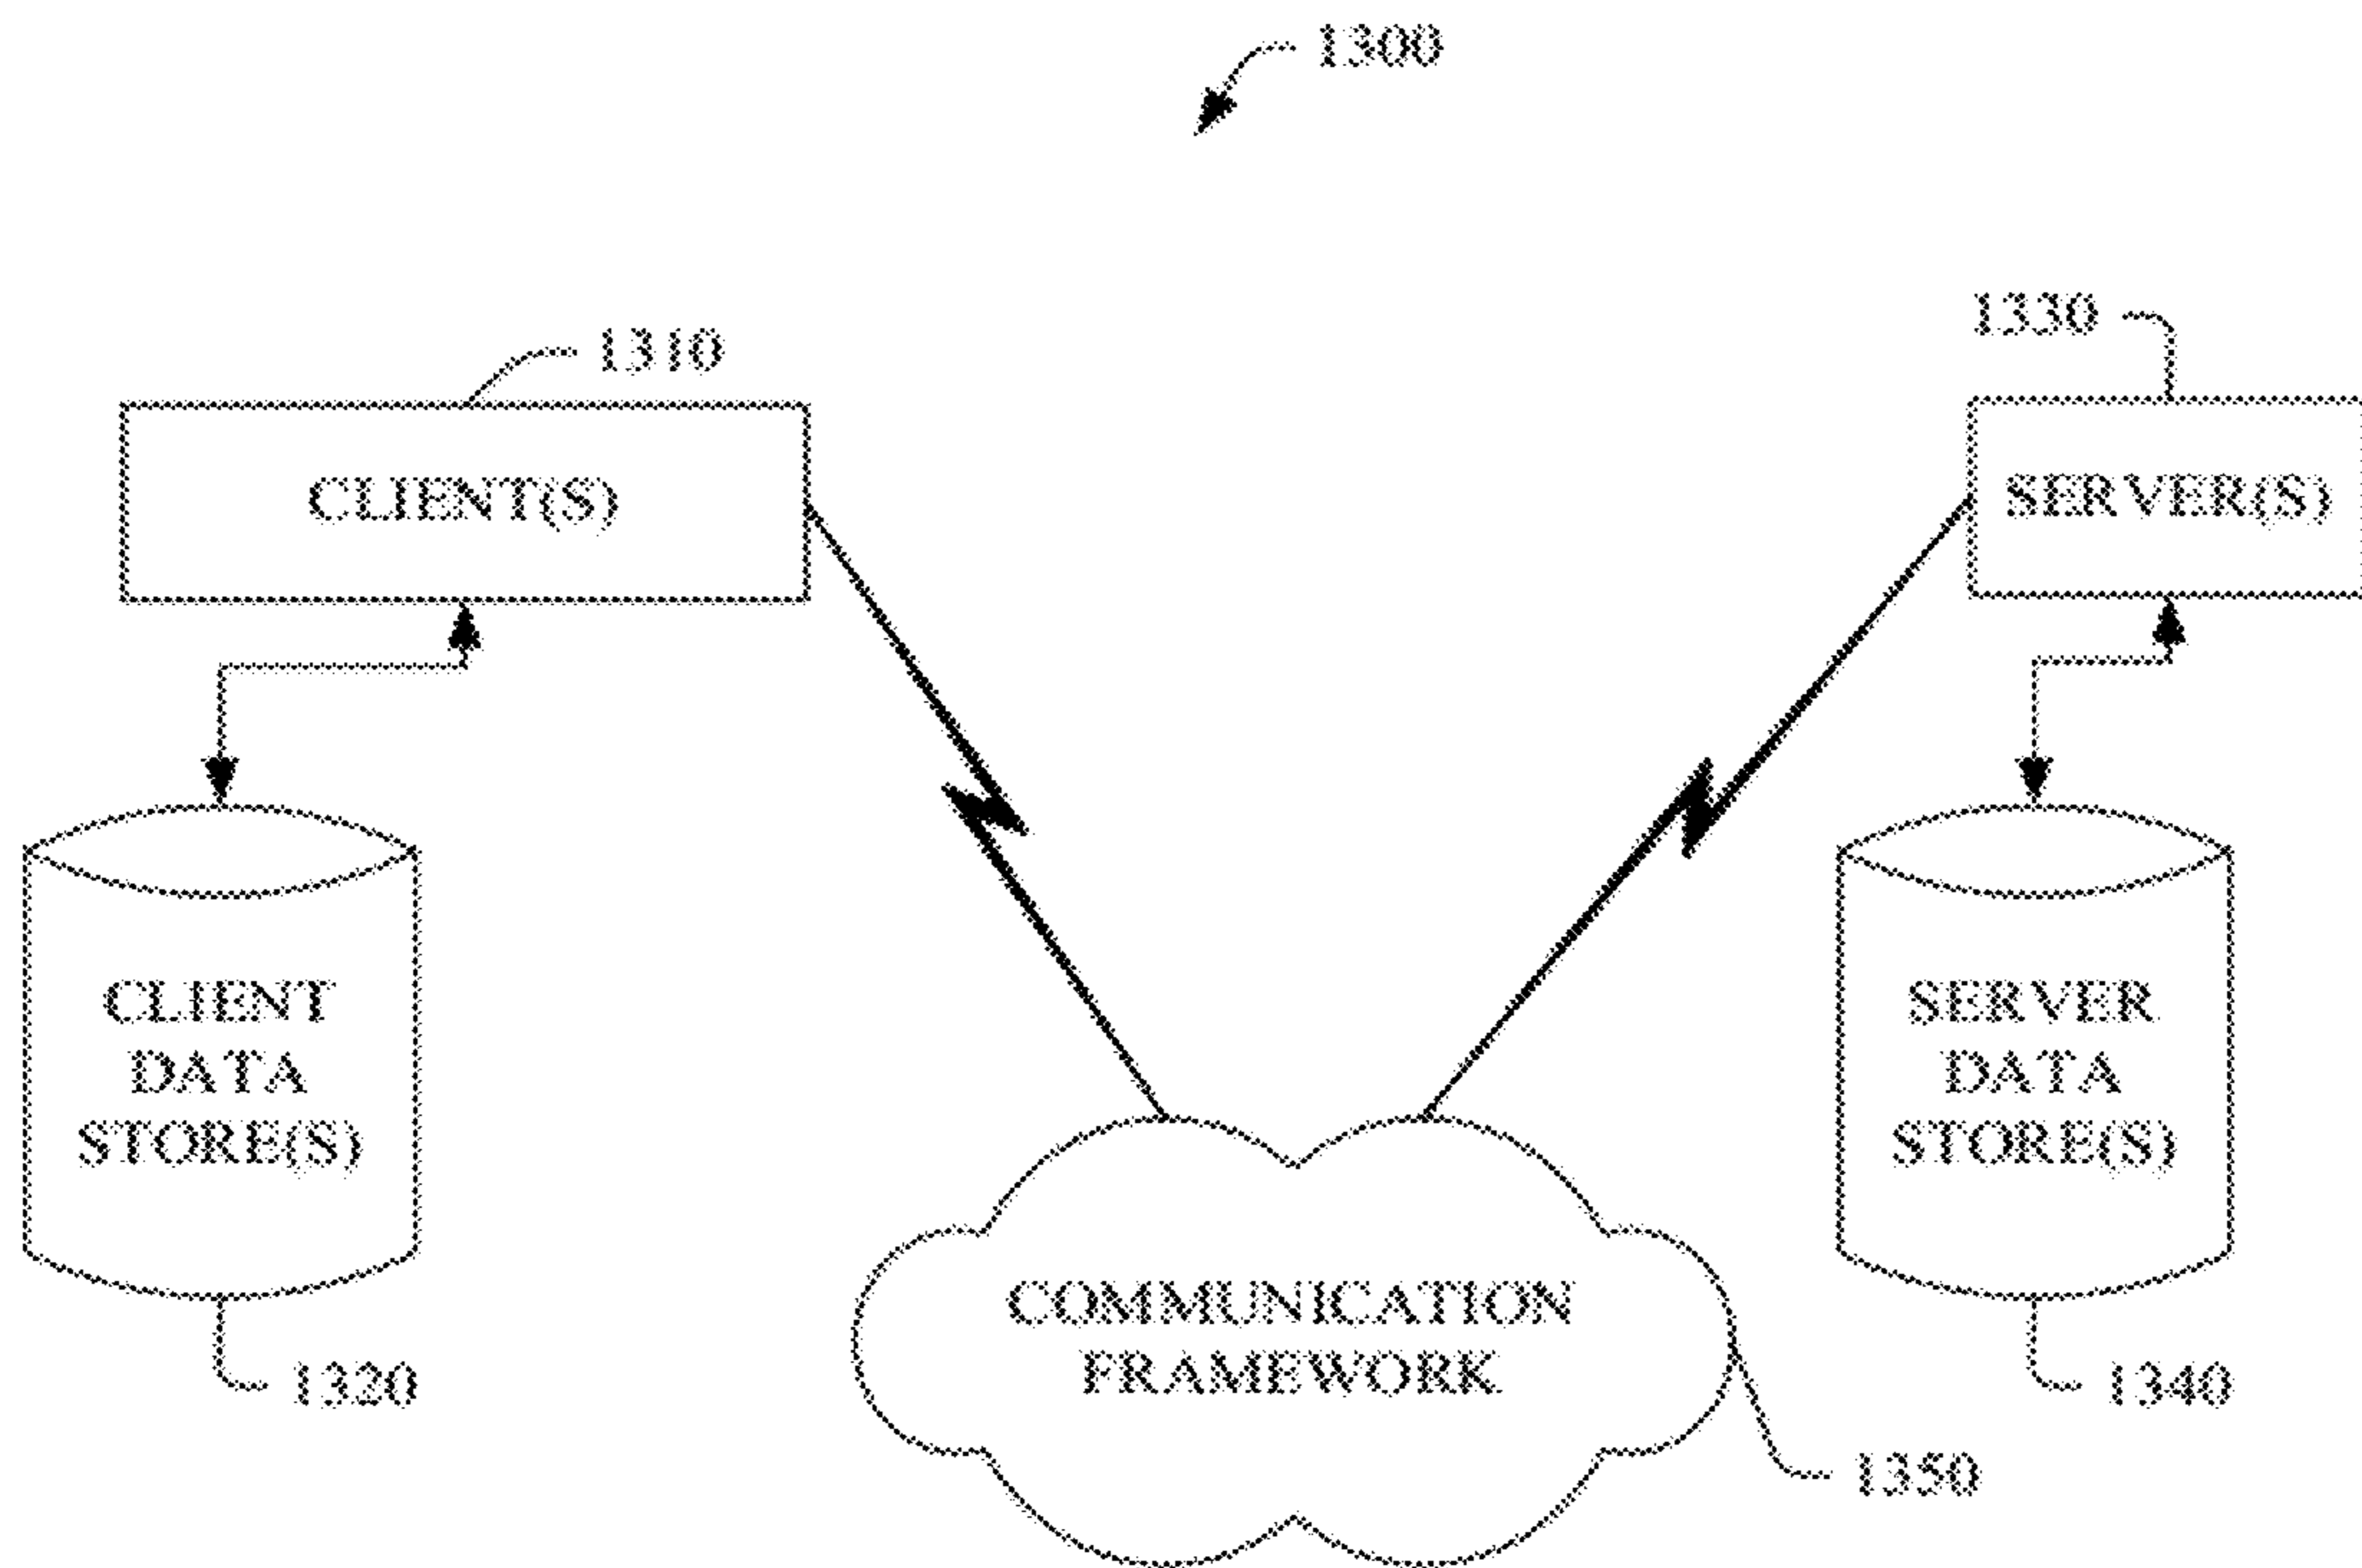 1300
1310
1330
CLIENT(S)
SERVER(S)
CLIENT
DATA
STORE(S)
SERVER
DATA
STORE(S)
COMMUNICATION
FRAMEWORK
1320
1340
1350